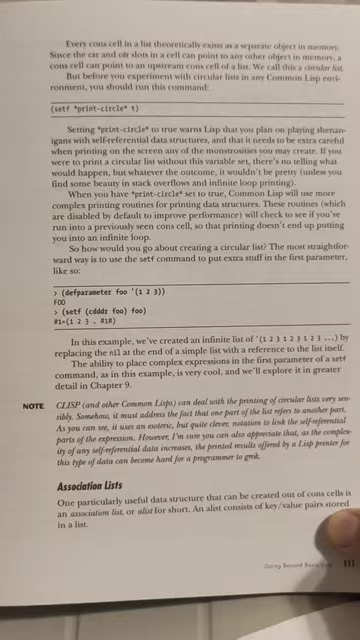 Every cons cell in a list theoretically exists as a separate object in memory.
Since the car and cdr slots in a cell can point to any other object in memory, a
cons cell can point to an upstream cons cell of a list. We call this a circular list.
But before you experiment with circular lists in any Common Lisp envi-
ronment, you should run this command:
(setf *print-circle* t)
Setting *print-circle* to true warns Lisp that you plan on playing shenan-
igans with self-referential data structures, and that it needs to be extra careful
when printing on the screen any of the monstrosities you may create. If you
were to print a circular list without this variable set, there's no telling what
would happen, but whatever the outcome, it wouldn't be pretty (unless you
find some beauty in stack overflows and infinite loop printing).
When you have *print-circle* set to true, Common Lisp will use more
complex printing routines for printing data structures. These routines (which
are disabled by default to improve performance) will check to see if you've
run into a previously seen cons cell, so that printing doesn't end up putting
you into an infinite loop.
So how would you go about creating a circular list? The most straightfor-
ward way is to use the setf command to put extra stuff in the first parameter,
like so:
> (defparameter foo '(1 2 3))
FOO
> (setf (cdddr foo) foo)
#1=(1 2 3 . #1#)
In this example, we've created an infinite list of '(1 2 3 1 2 3 1 2 3 ...) by
replacing the nil at the end of a simple list with a reference to the list itself.
The ability to place complex expressions in the first parameter of a setf
command, as in this example, is very cool, and we'll explore it in greater
detail in Chapter 9.
NOTE CLISP (and other Common Lisps) can deal with the printing of circular lists very sen-
sibly. Somehow, it must address the fact that one part of the list refers to another part.
As you can see, it uses an esoteric, but quite clever, notation to link the self-referential
parts of the expression. However, I'm sure you can also appreciate that, as the complex-
ity of any self-referential data increases, the printed results offered by a Lisp printer for
this type of data can become hard for a programmer to grok.
Association Lists
One particularly useful data structure that can be created out of cons cells is
an association list, or alist for short. An alist consists of key/value pairs stored
in a list.
Going Beyond Basic 111